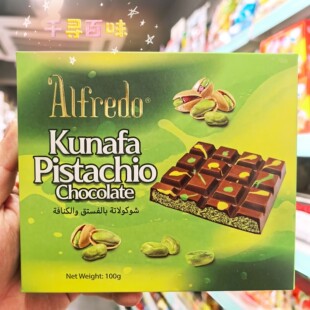 千寻百味
Alfredo®
Kunafa
Pistachio
Chocolate
شوكولاتة بالفستق والكنافة
Net Weight: 100g